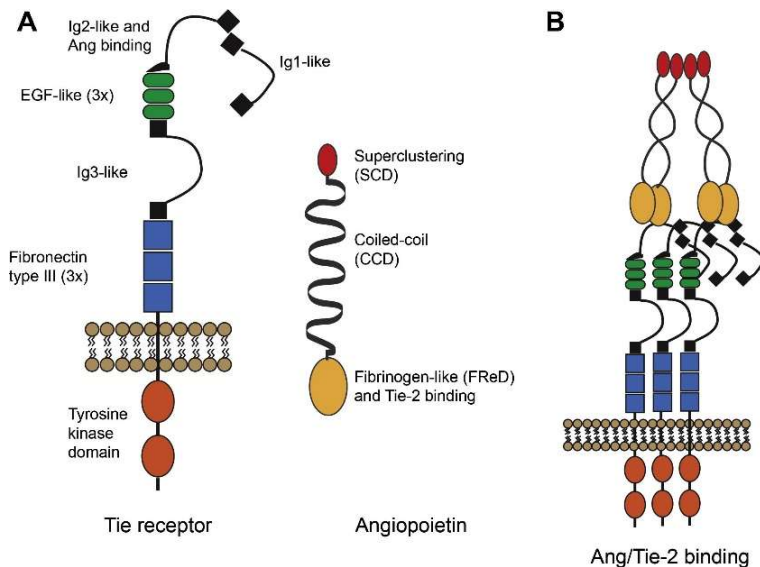 A
Ig2-like and
Ang binding
Ig1-like
EGF-like (3x)
Ig3-like
Fibronectin
type III (3x)
Tyrosine
kinase
domain
Tie receptor
Superclustering
(SCD)
Coiled-coil
(CCD)
Fibrinogen-like (FReD)
and Tie-2 binding
Angiopoietin
B
Ang/Tie-2 binding